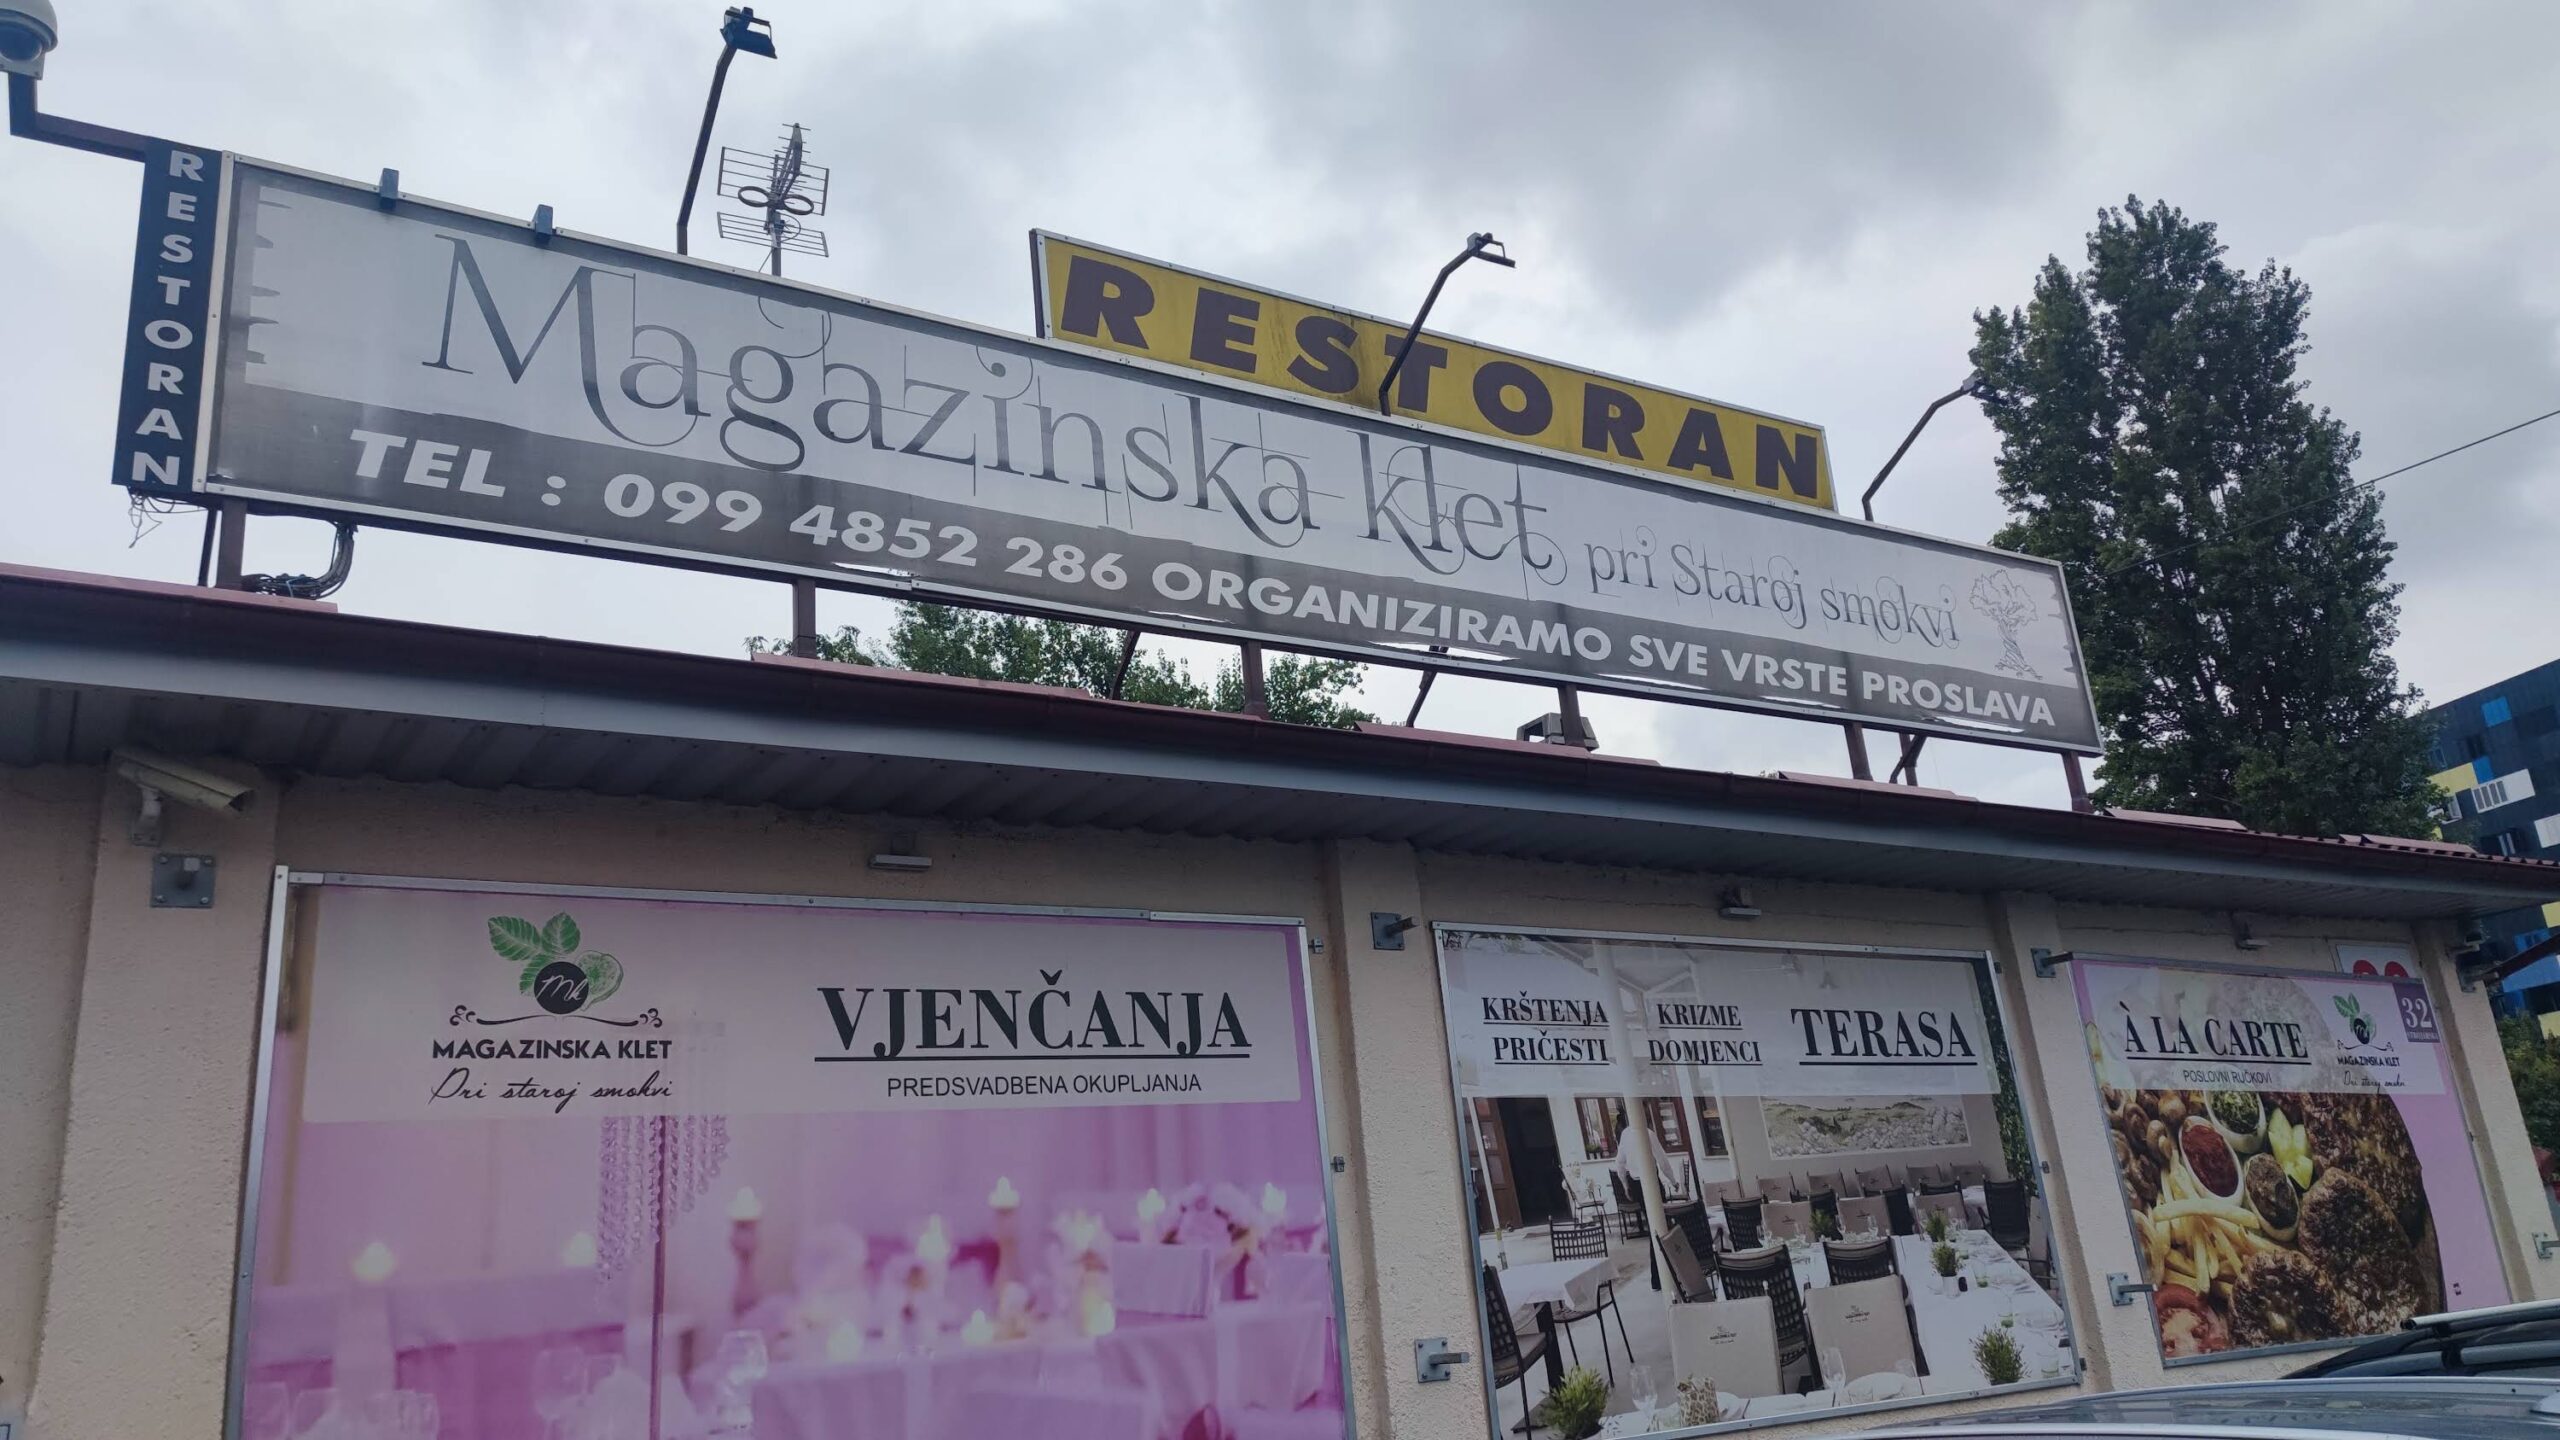 RESTORAN
RESTORAN
Magazinska klet pri Staroj smokvi
TEL : 099 4852 286 ORGANIZIRAMO SVE VRSTE PROSLAVA
Mk
MAGAZINSKA KLET
Pri staroj smokvi
VJENČANJA
PREDSVADBENA OKUPLJANJA
KRŠTENJA
PRIČESTI
KRIZME
DOMJENCI
TERASA
À LA CARTE
POSLOVNI RUČKOVI
MAGAZINSKA KLET
Pri staroj smokvi
32